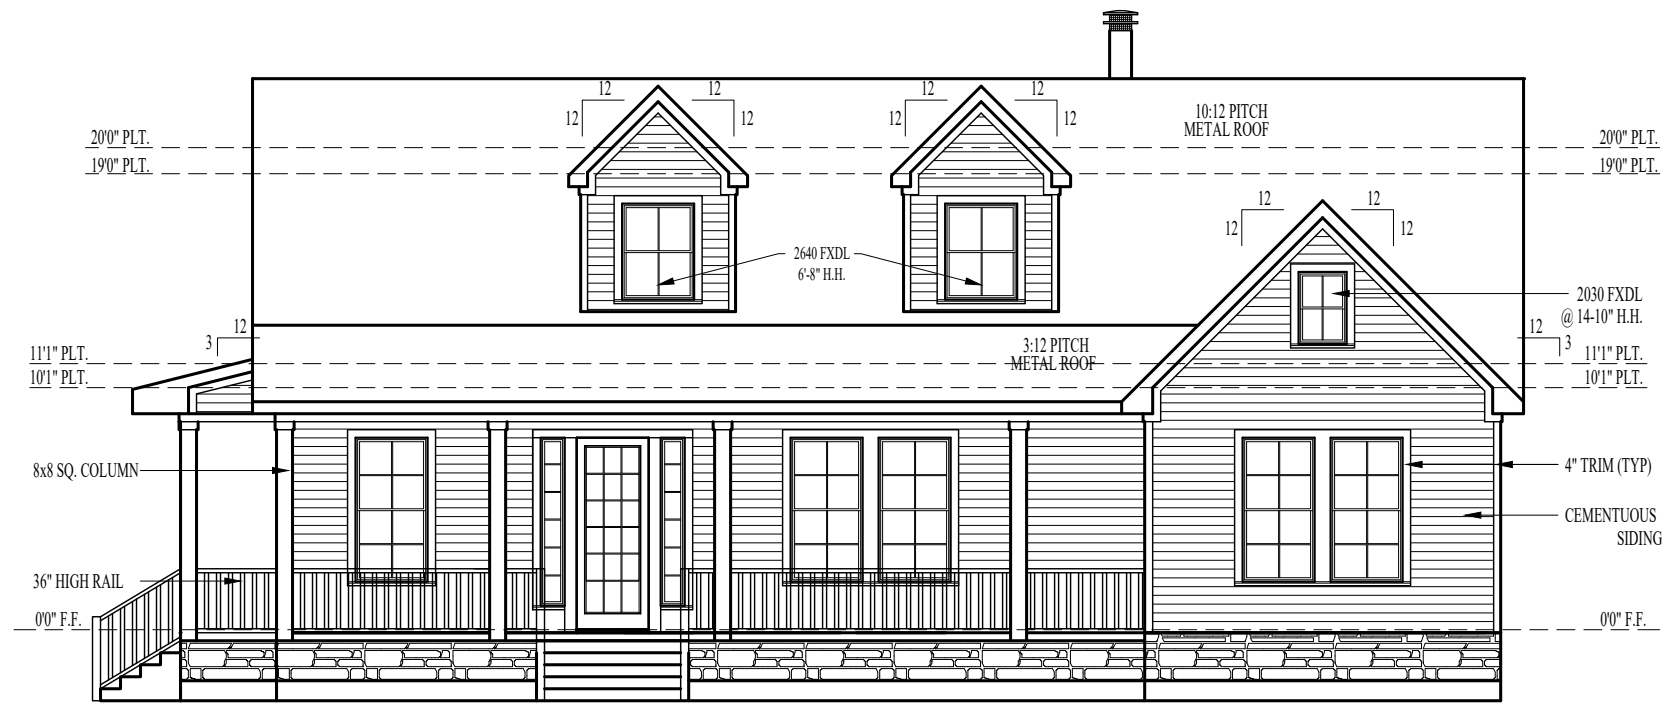 12 12 12 12
12 12 12 12
10:12 PITCH
METAL ROOF
20'0" PLT. 20'0" PLT.
19'0" PLT. 19'0" PLT.
12 12
12 12
2640 FXDL
6'-8" H.H.
2030 FXDL
@ 14-10" H.H.
12 12
3 3
3:12 PITCH
METAL ROOF
11'1" PLT. 11'1" PLT.
10'1" PLT. 10'1" PLT.
8x8 SQ. COLUMN
4" TRIM (TYP)
CEMENTUOUS
SIDING
36" HIGH RAIL
0'0" F.F. 0'0" F.F.